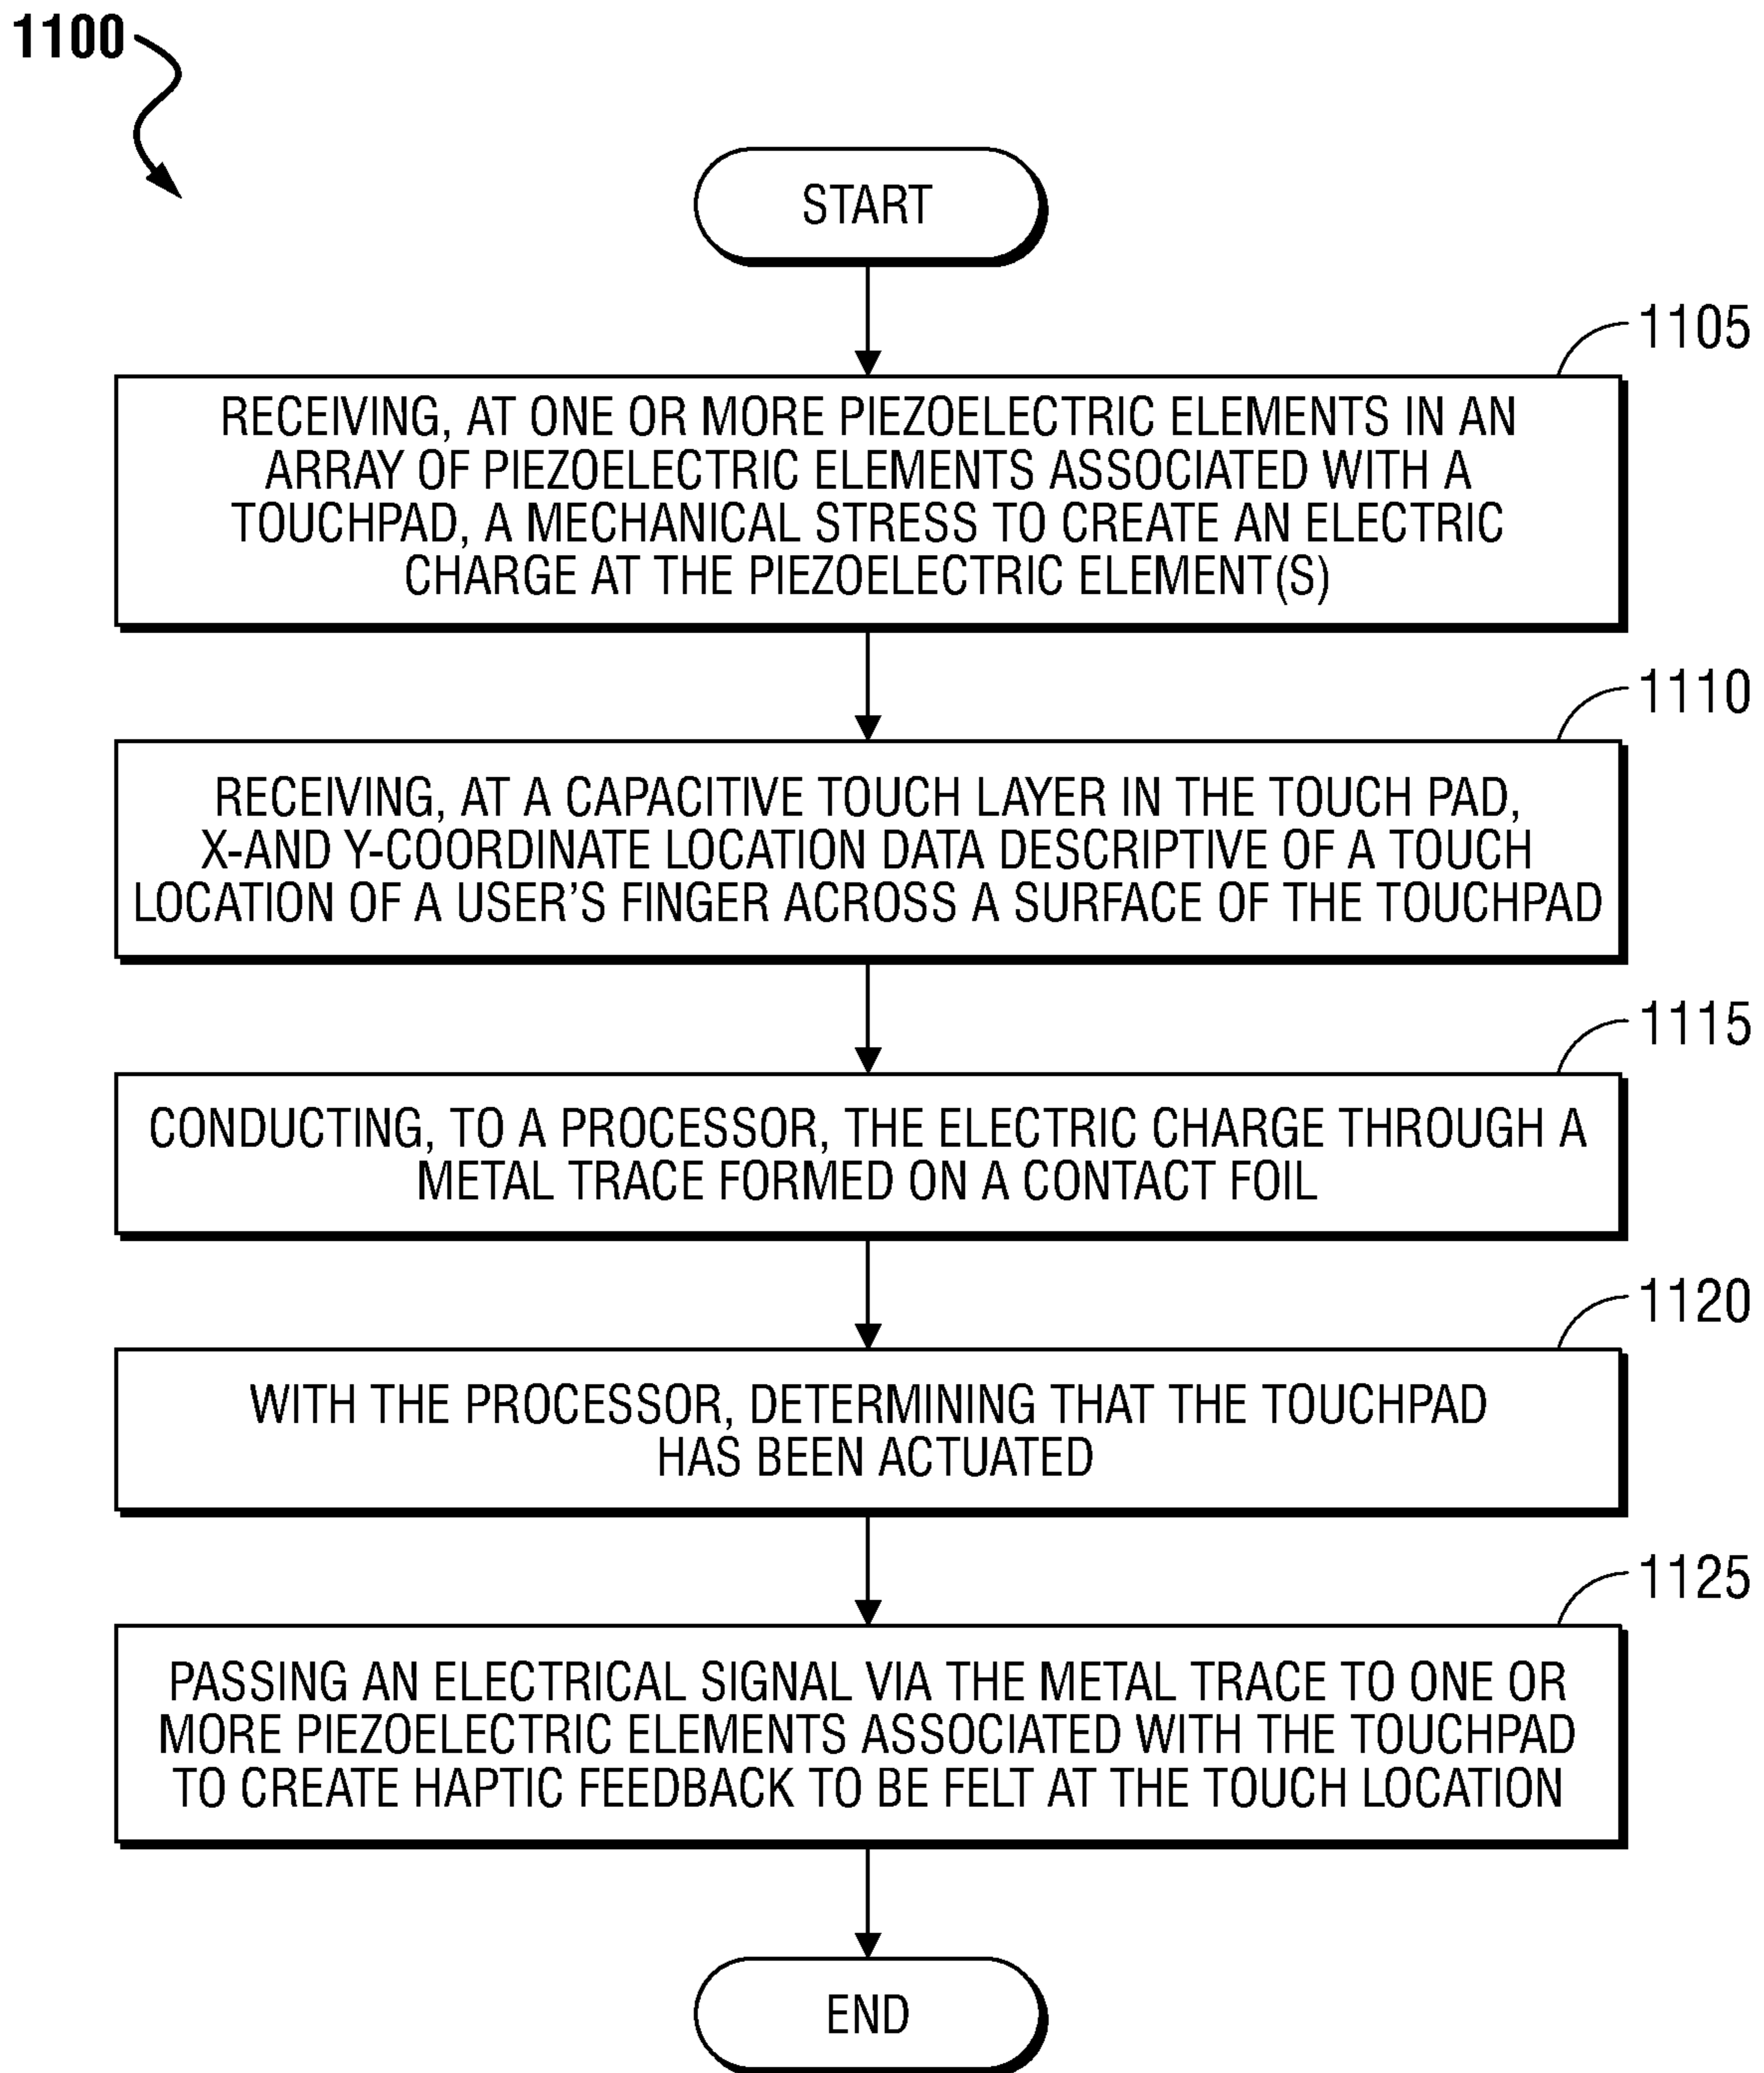 1100
START
1105
RECEIVING, AT ONE OR MORE PIEZOELECTRIC ELEMENTS IN AN
ARRAY OF PIEZOELECTRIC ELEMENTS ASSOCIATED WITH A
TOUCHPAD, A MECHANICAL STRESS TO CREATE AN ELECTRIC
CHARGE AT THE PIEZOELECTRIC ELEMENT(S)
1110
RECEIVING, AT A CAPACITIVE TOUCH LAYER IN THE TOUCH PAD,
X-AND Y-COORDINATE LOCATION DATA DESCRIPTIVE OF A TOUCH
LOCATION OF A USER'S FINGER ACROSS A SURFACE OF THE TOUCHPAD
1115
CONDUCTING, TO A PROCESSOR, THE ELECTRIC CHARGE THROUGH A
METAL TRACE FORMED ON A CONTACT FOIL
1120
WITH THE PROCESSOR, DETERMINING THAT THE TOUCHPAD
HAS BEEN ACTUATED
1125
PASSING AN ELECTRICAL SIGNAL VIA THE METAL TRACE TO ONE OR
MORE PIEZOELECTRIC ELEMENTS ASSOCIATED WITH THE TOUCHPAD
TO CREATE HAPTIC FEEDBACK TO BE FELT AT THE TOUCH LOCATION
END